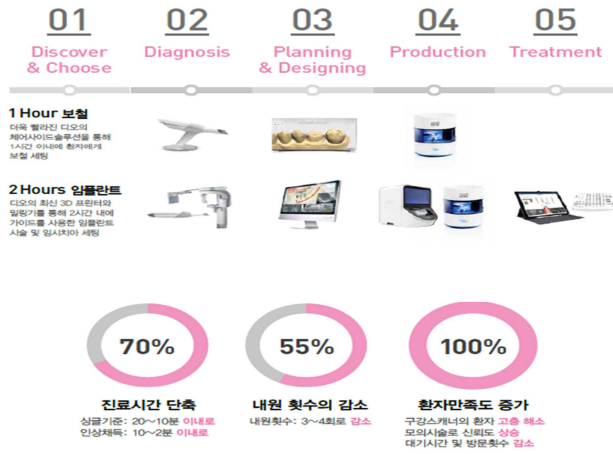 01
02
03
04
05
Discover
& Choose
Diagnosis
Planning
& Designing
Production
Treatment
1 Hour 보철
더욱 빨라진 디오의
체어사이드솔루션을 통해
1시간 이내에 환자에게
보철 세팅
2 Hours 임플란트
디오의 최신 3D 프린터와
밀링기를 통해 2시간 내에
가이드를 사용한 임플란트
시술 및 임시치아 세팅
70%
55%
100%
진료시간 단축
싱글기준: 20~10분 이내로
인상채득: 10~2분 이내로
내원 횟수의 감소
내원횟수: 3~4회로 감소
환자만족도 증가
구강스캐너의 환자 고충 해소
모의시술로 신뢰도 상승
대기시간 및 방문횟수 감소